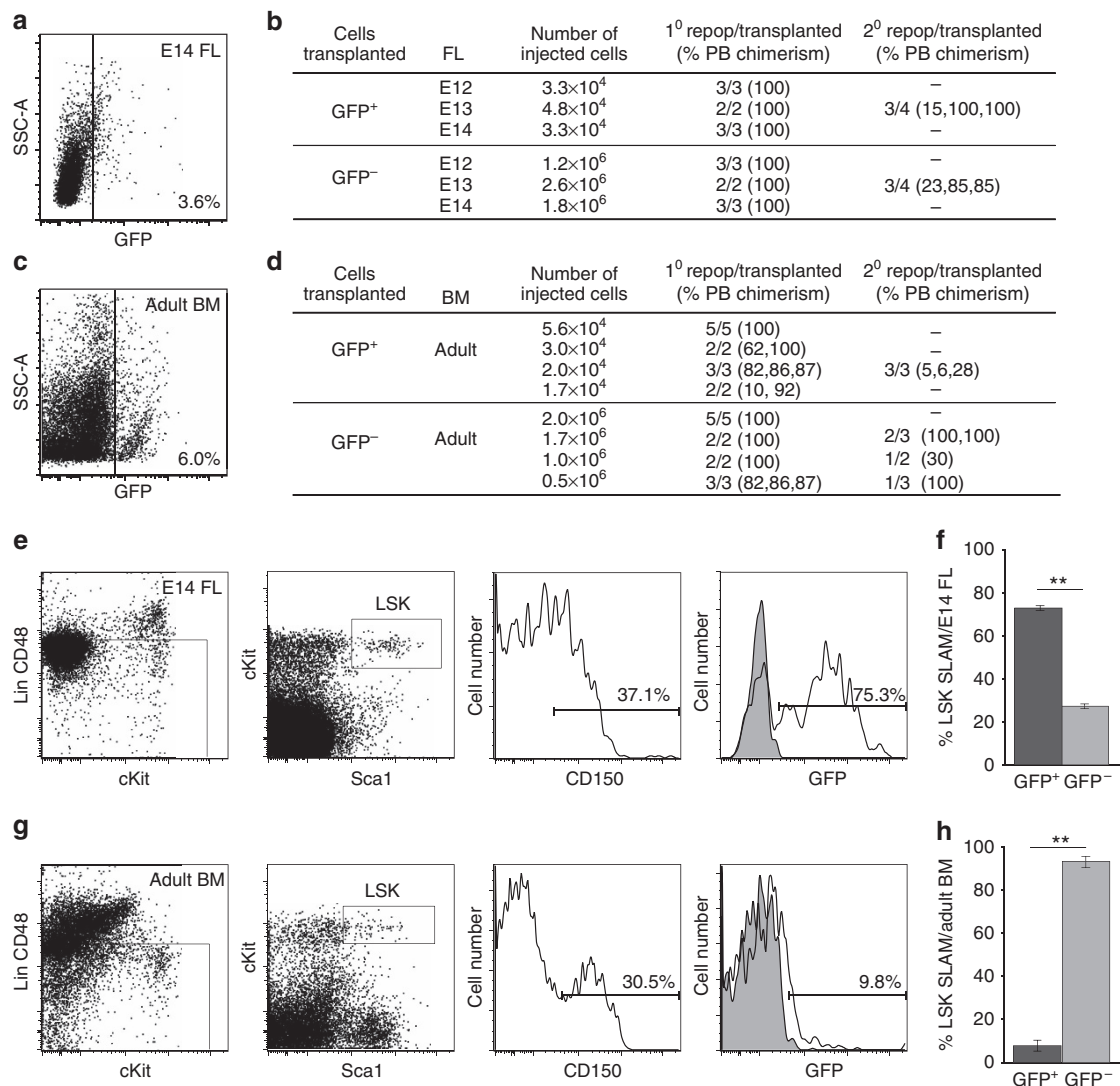 a
E14 FL
SSC-A
3.6%
GFP
b
Cells transplanted FL Number of injected cells 1⁰ repop/transplanted (% PB chimerism) 2⁰ repop/transplanted (% PB chimerism)
GFP⁺
E12 3.3×10⁴ 3/3 (100) –
E13 4.8×10⁴ 2/2 (100) 3/4 (15,100,100)
E14 3.3×10⁴ 3/3 (100) –
GFP⁻
E12 1.2×10⁶ 3/3 (100) –
E13 2.6×10⁶ 2/2 (100) 3/4 (23,85,85)
E14 1.8×10⁶ 3/3 (100) –
c
Adult BM
SSC-A
6.0%
GFP
d
Cells transplanted BM Number of injected cells 1⁰ repop/transplanted (% PB chimerism) 2⁰ repop/transplanted (% PB chimerism)
GFP⁺ Adult
5.6×10⁴ 5/5 (100) –
3.0×10⁴ 2/2 (62,100) –
2.0×10⁴ 3/3 (82,86,87) 3/3 (5,6,28)
1.7×10⁴ 2/2 (10, 92) –
GFP⁻ Adult
2.0×10⁶ 5/5 (100) –
1.7×10⁶ 2/2 (100) 2/3 (100,100)
1.0×10⁶ 2/2 (100) 1/2 (30)
0.5×10⁶ 3/3 (82,86,87) 1/3 (100)
e
E14 FL
Lin CD48
cKit
LSK
cKit
Sca1
Cell number
37.1%
CD150
Cell number
75.3%
GFP
f
% LSK SLAM/E14 FL
100
80
60
40
20
0
**
GFP⁺ GFP⁻
g
Adult BM
Lin CD48
cKit
LSK
cKit
Sca1
Cell number
30.5%
CD150
Cell number
9.8%
GFP
h
% LSK SLAM/adult BM
100
80
60
40
20
0
**
GFP⁺ GFP⁻